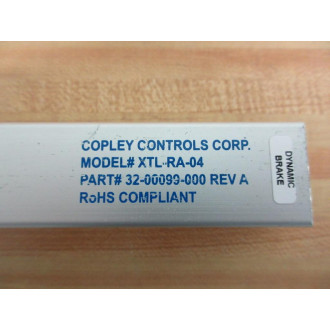 COPLEY CONTROLS CORP.
MODEL# XTL-RA-04
PART# 32-00099-000 REV A
RoHS COMPLIANT
DYNAMIC
BRAKE